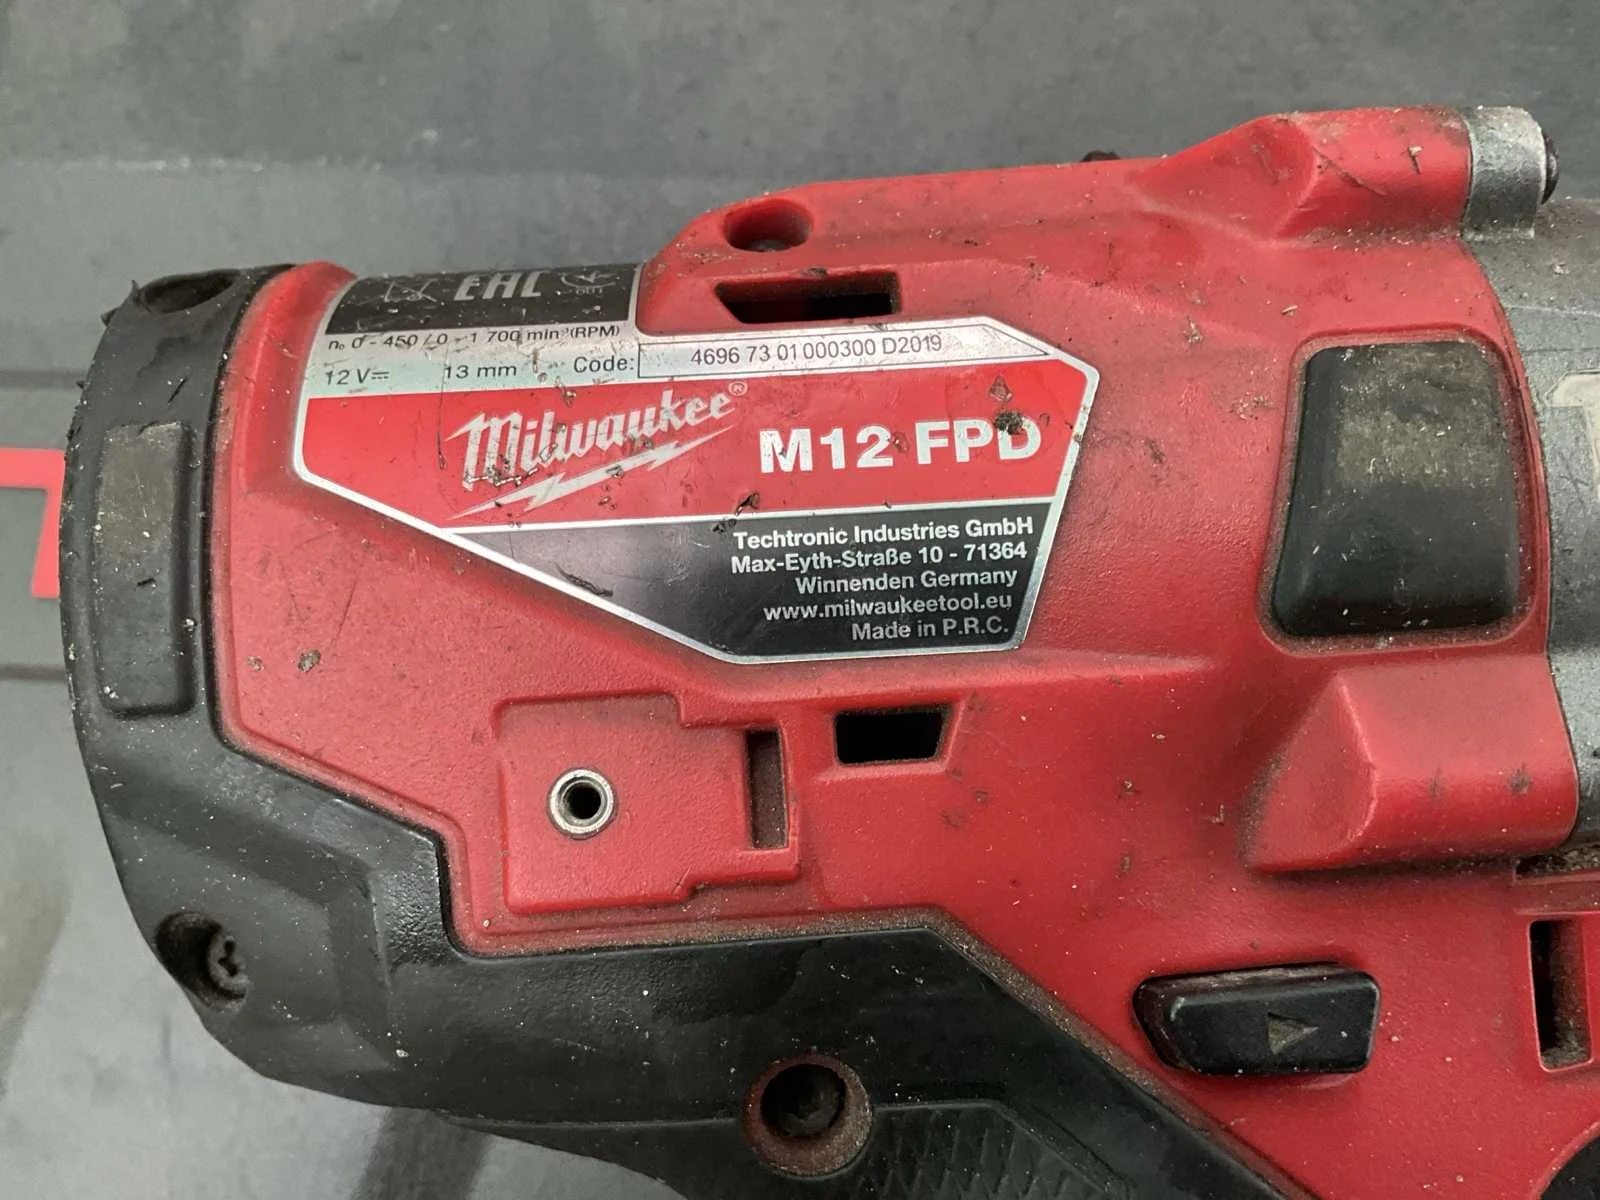 EAC
001
n₀ 0 - 450 / 0 - 1 700 min⁻¹(RPM)
12 V⎓ 13 mm Code: 4696 73 01 000300 D2019
Milwaukee®
M12 FPD
Techtronic Industries GmbH
Max-Eyth-Straße 10 - 71364
Winnenden Germany
www.milwaukeetool.eu
Made in P.R.C.